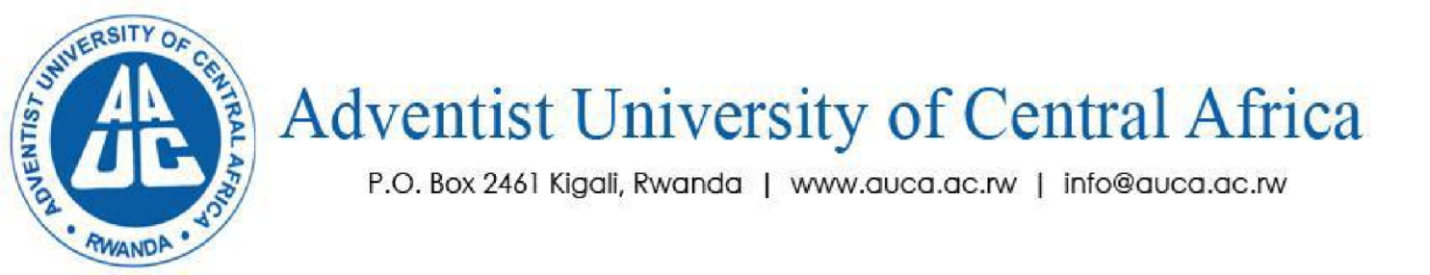 ADVENTIST UNIVERSITY OF CENTRAL AFRICA
AA
UC
• RWANDA •
Adventist University of Central Africa
P.O. Box 2461 Kigali, Rwanda | www.auca.ac.rw | info@auca.ac.rw